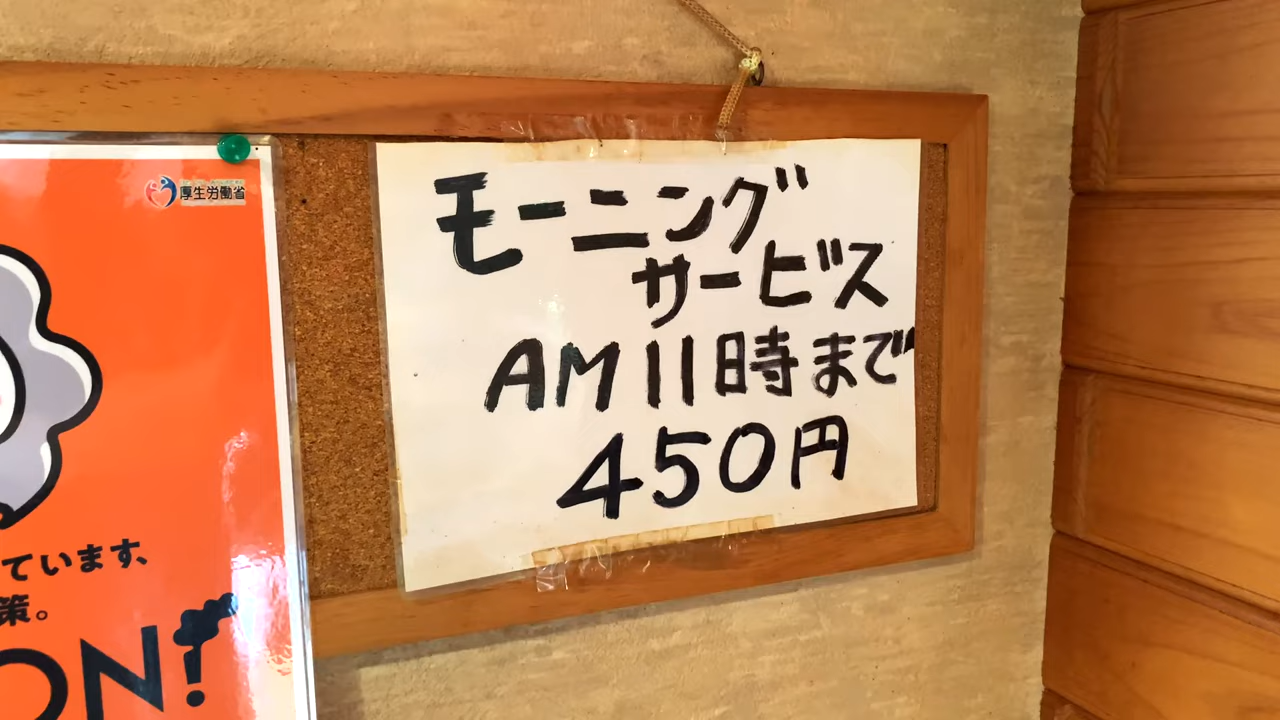 モーニング
サービス
AM11時まで
450円
厚生労働省
ています、
策。
ON!